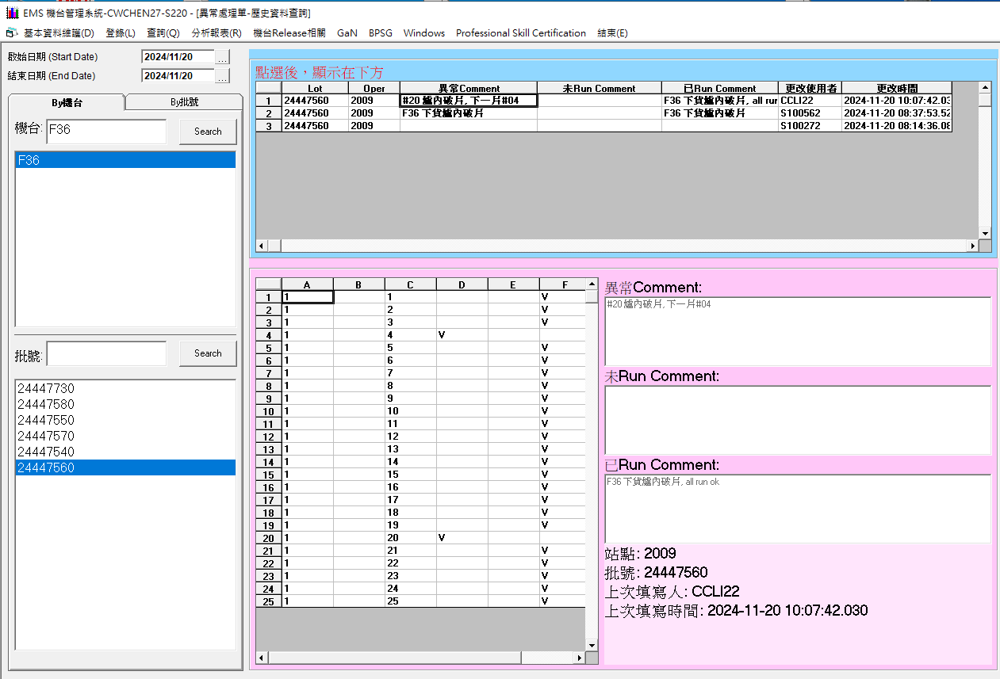 EMS 機台管理系統-CWCHEN27-S220 - [異常處理單-歷史資料查詢]
基本資料維護(D) 登錄(L) 查詢(Q) 分析報表(R) 機台Release相關 GaN BPSG Windows Professional Skill Certification 結束(E)
啟始日期 (Start Date) 2024/11/20 ...
結束日期 (End Date) 2024/11/20 ...
By機台 By批號
機台: F36 Search
F36
批號: Search
24447730
24447580
24447550
24447570
24447540
24447560
點選後，顯示在下方
Lot Oper 異常Comment 未Run Comment 已Run Comment 更改使用者 更改時間
1 24447560 2009 #20 爐內破片, 下一片#04 F36 下貨爐內破片, all run CCLI22 2024-11-20 10:07:42.03
2 24447560 2009 F36 下貨爐內破片 F36 下貨爐內破片 S100562 2024-11-20 08:37:53.52
3 24447560 2009 S100272 2024-11-20 08:14:36.08
A B C D E F
1 1 1 V
2 1 2 V
3 1 3 V
4 1 4 V
5 1 5 V
6 1 6 V
7 1 7 V
8 1 8 V
9 1 9 V
10 1 10 V
11 1 11 V
12 1 12 V
13 1 13 V
14 1 14 V
15 1 15 V
16 1 16 V
17 1 17 V
18 1 18 V
19 1 19 V
20 1 20 V
21 1 21 V
22 1 22 V
23 1 23 V
24 1 24 V
25 1 25 V
異常Comment:
#20 爐內破片, 下一片#04
未Run Comment:
已Run Comment:
F36 下貨爐內破片, all run ok
站點: 2009
批號: 24447560
上次填寫人: CCLI22
上次填寫時間: 2024-11-20 10:07:42.030